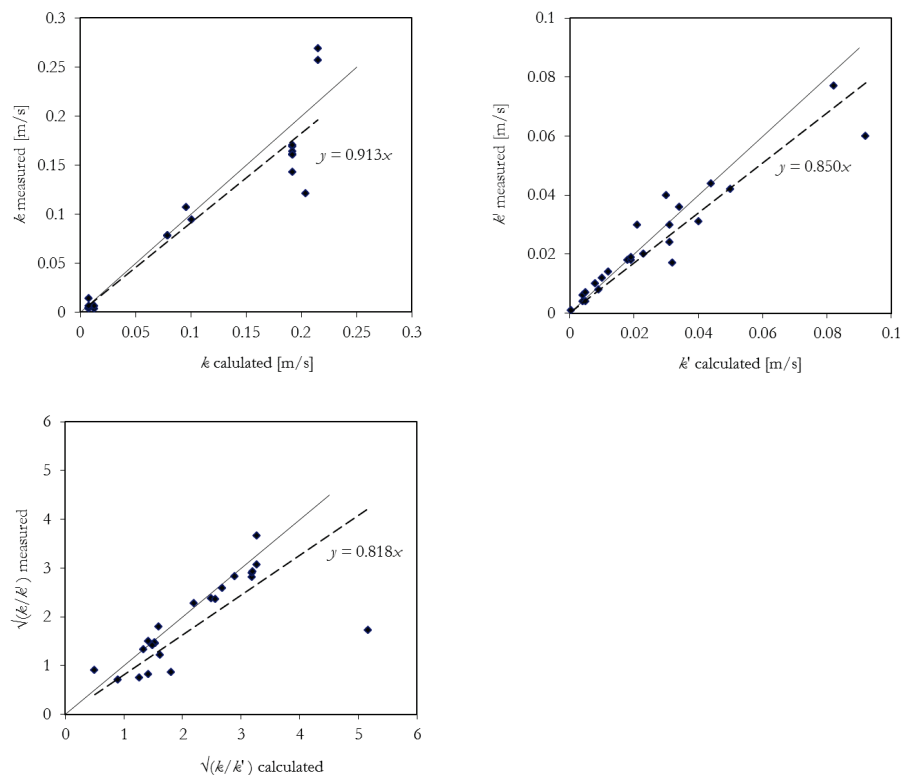 0.3
0.25
0.2
0.15
0.1
0.05
0
k measured [m/s]
y = 0.913x
0 0.05 0.1 0.15 0.2 0.25 0.3
k calulated [m/s]
0.1
0.08
0.06
0.04
0.02
0
k' measured [m/s]
y = 0.850x
0 0.02 0.04 0.06 0.08 0.1
k' calculated [m/s]
6
5
4
3
2
1
0
√(k/k') measured
y = 0.818x
0 1 2 3 4 5 6
√(k/k') calculated